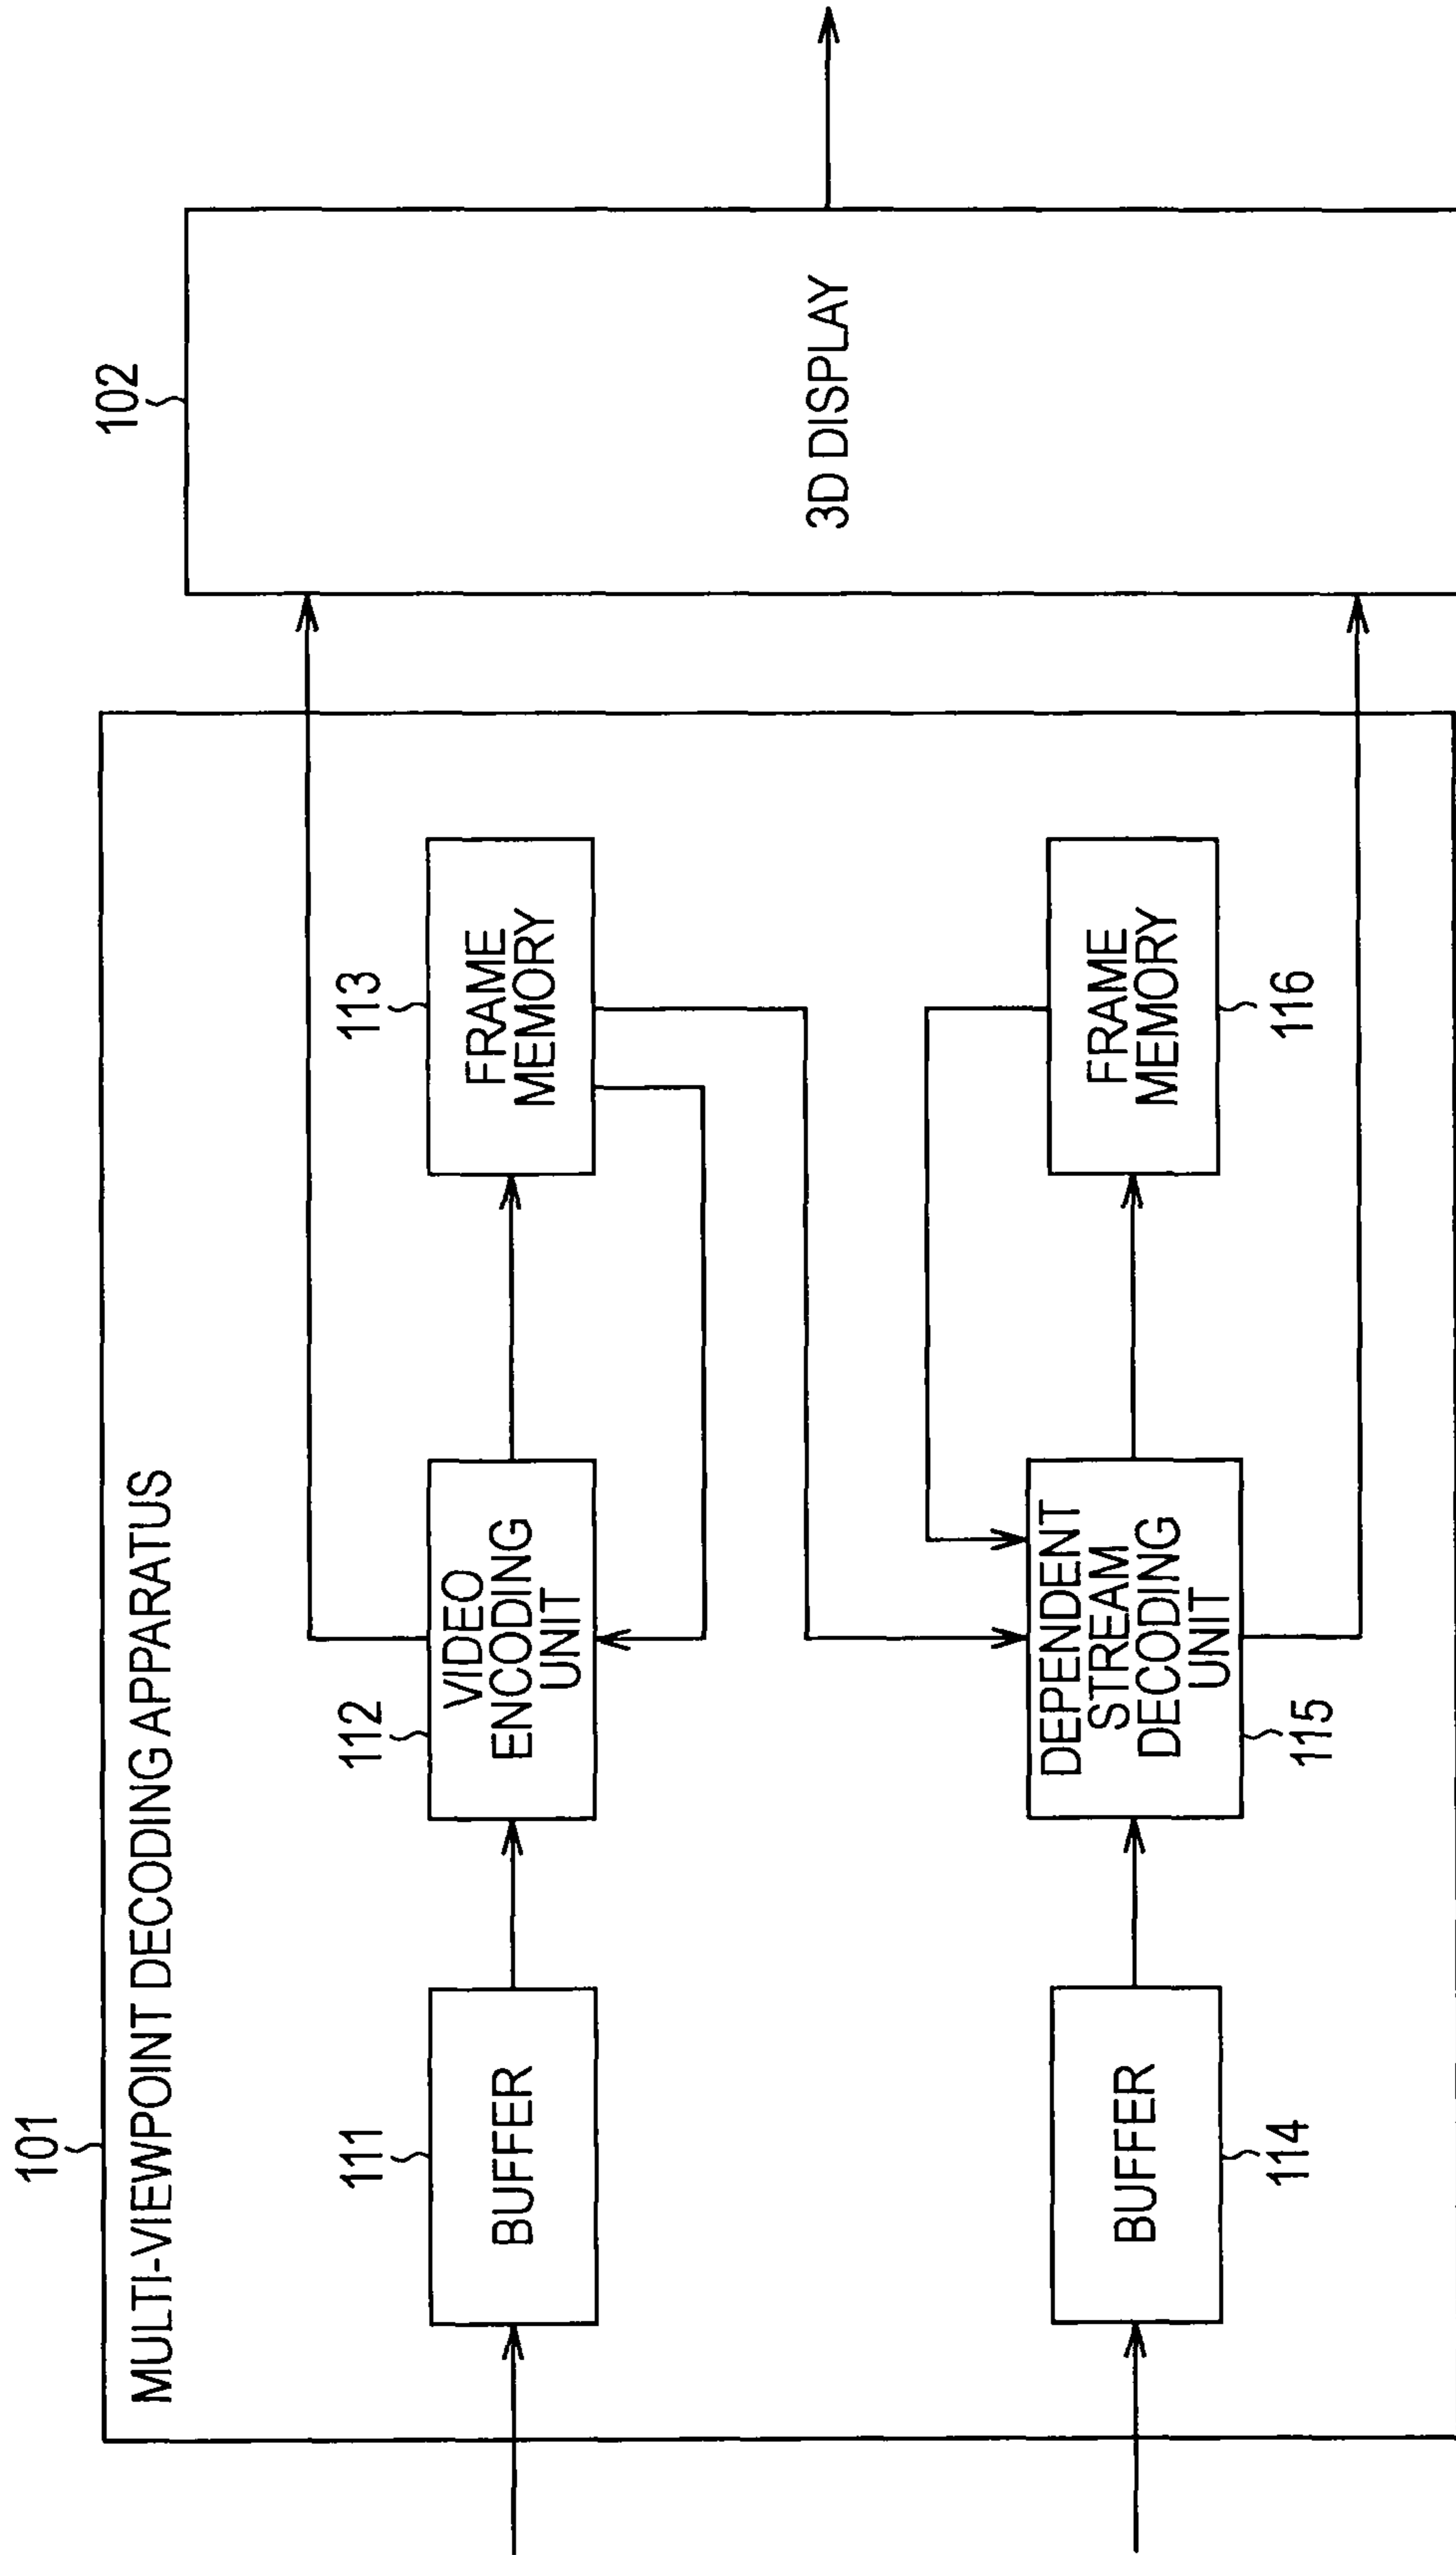 101
MULTI-VIEWPOINT DECODING APPARATUS
102
111
BUFFER
112
VIDEO
ENCODING
UNIT
113
FRAME
MEMORY
3D DISPLAY
BUFFER
114
DEPENDENT
STREAM
DECODING
UNIT
115
FRAME
MEMORY
116